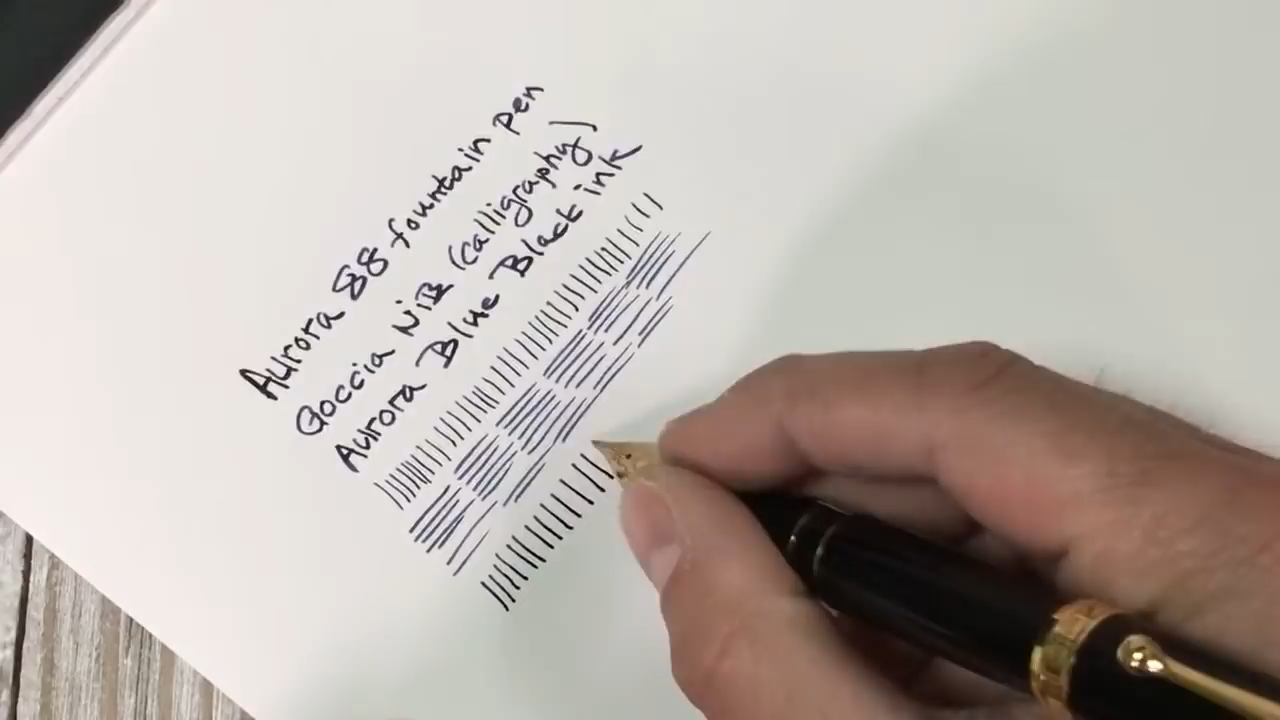 Aurora 88 fountain pen
Goccia NiB (calligraphy)
Aurora Blue Black ink